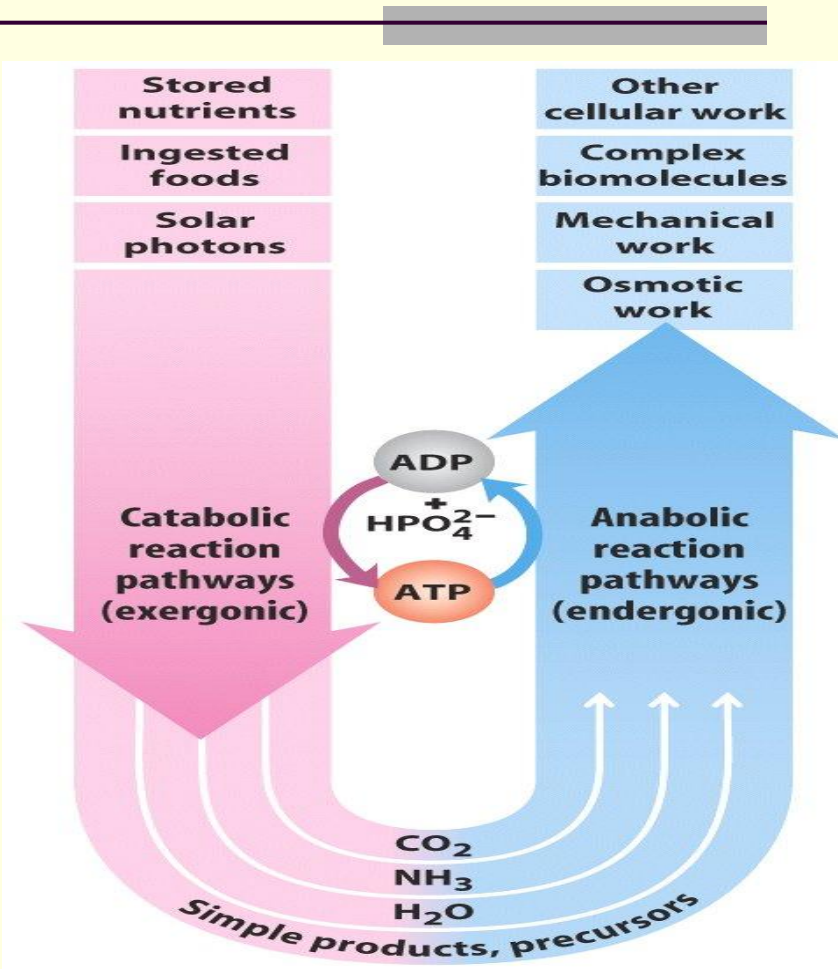 Stored
nutrients
Ingested
foods
Solar
photons
Other
cellular work
Complex
biomolecules
Mechanical
work
Osmotic
work
Catabolic
reaction
pathways
(exergonic)
ADP
+
HPO₄²⁻
ATP
Anabolic
reaction
pathways
(endergonic)
CO₂
NH₃
H₂O
Simple products, precursors